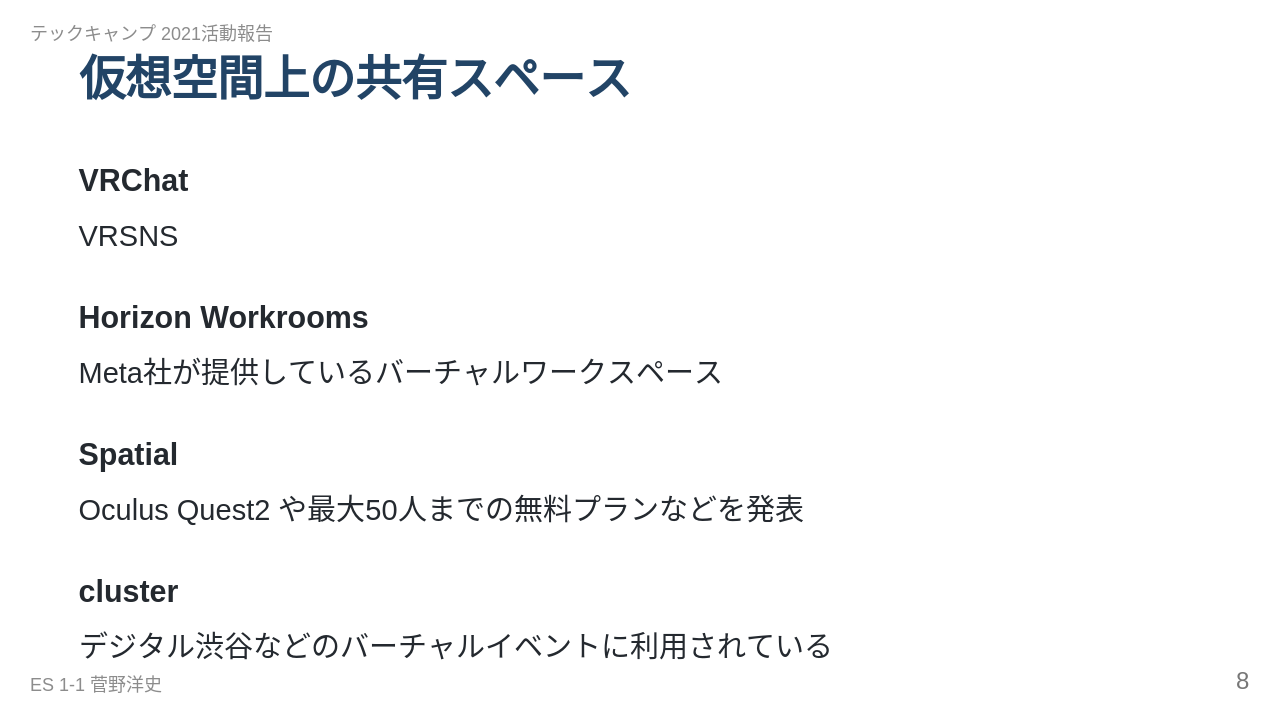 テックキャンプ 2021活動報告
仮想空間上の共有スペース
VRChat
VRSNS
Horizon Workrooms
Meta社が提供しているバーチャルワークスペース
Spatial
Oculus Quest2 や最大50人までの無料プランなどを発表
cluster
デジタル渋谷などのバーチャルイベントに利用されている
ES 1-1 菅野洋史
8